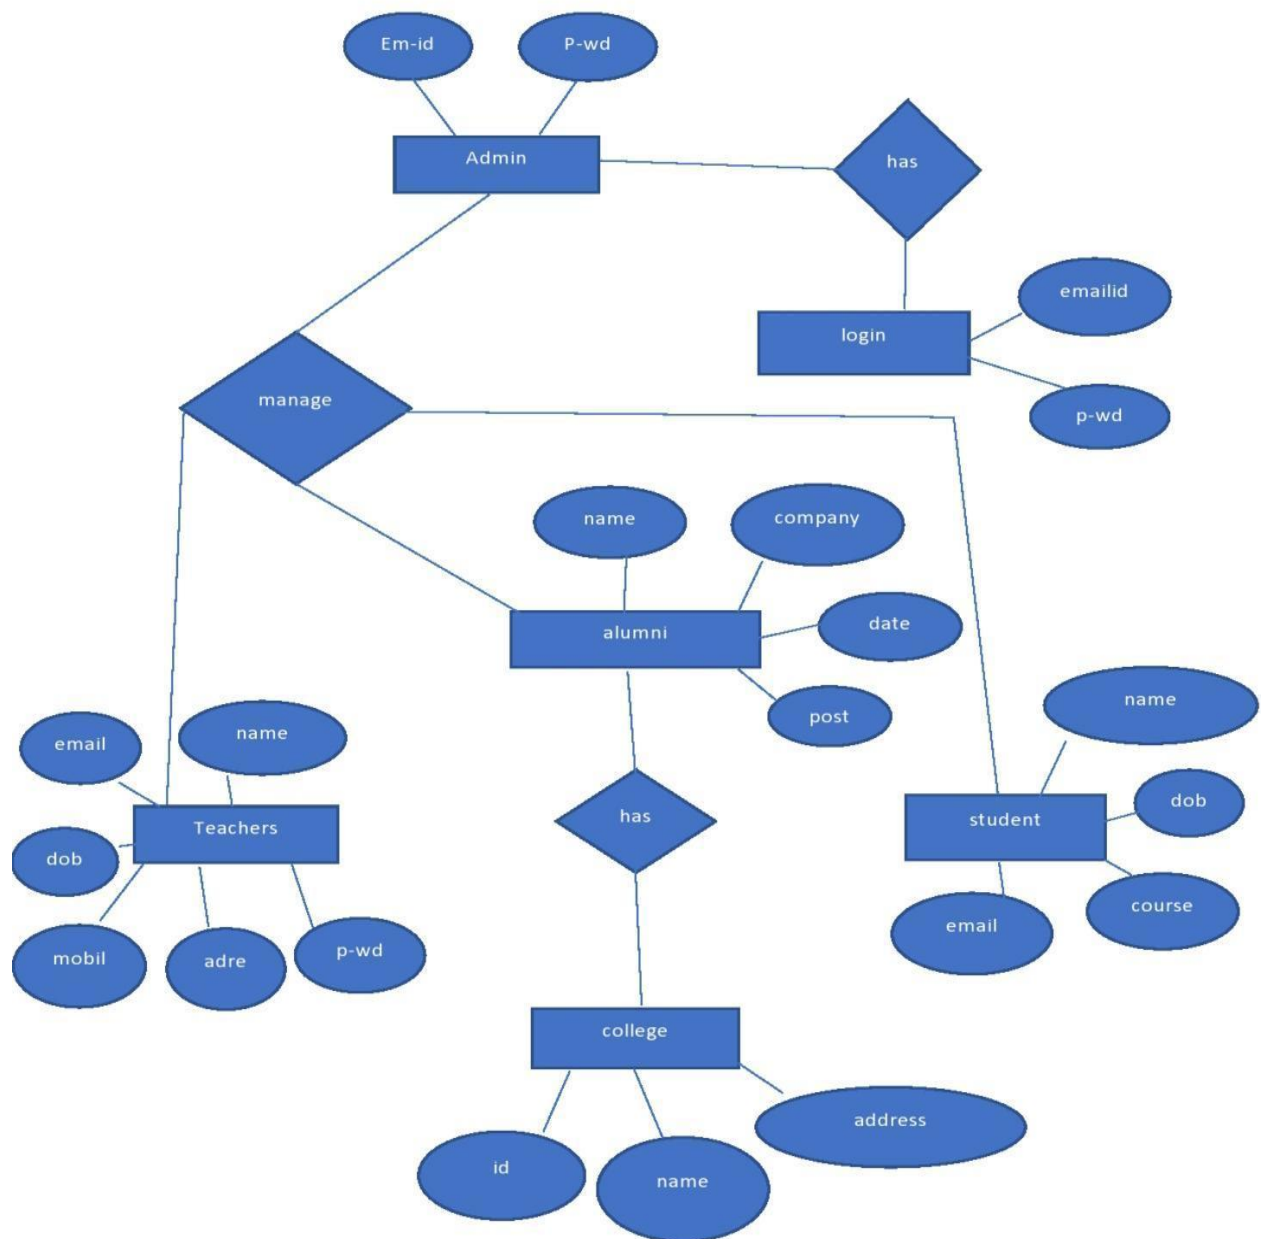 Em-id
P-wd
Admin
has
emailid
login
p-wd
manage
name
company
alumni
date
post
name
email
name
Teachers
dob
mobil
adre
p-wd
has
student
dob
course
email
college
address
id
name